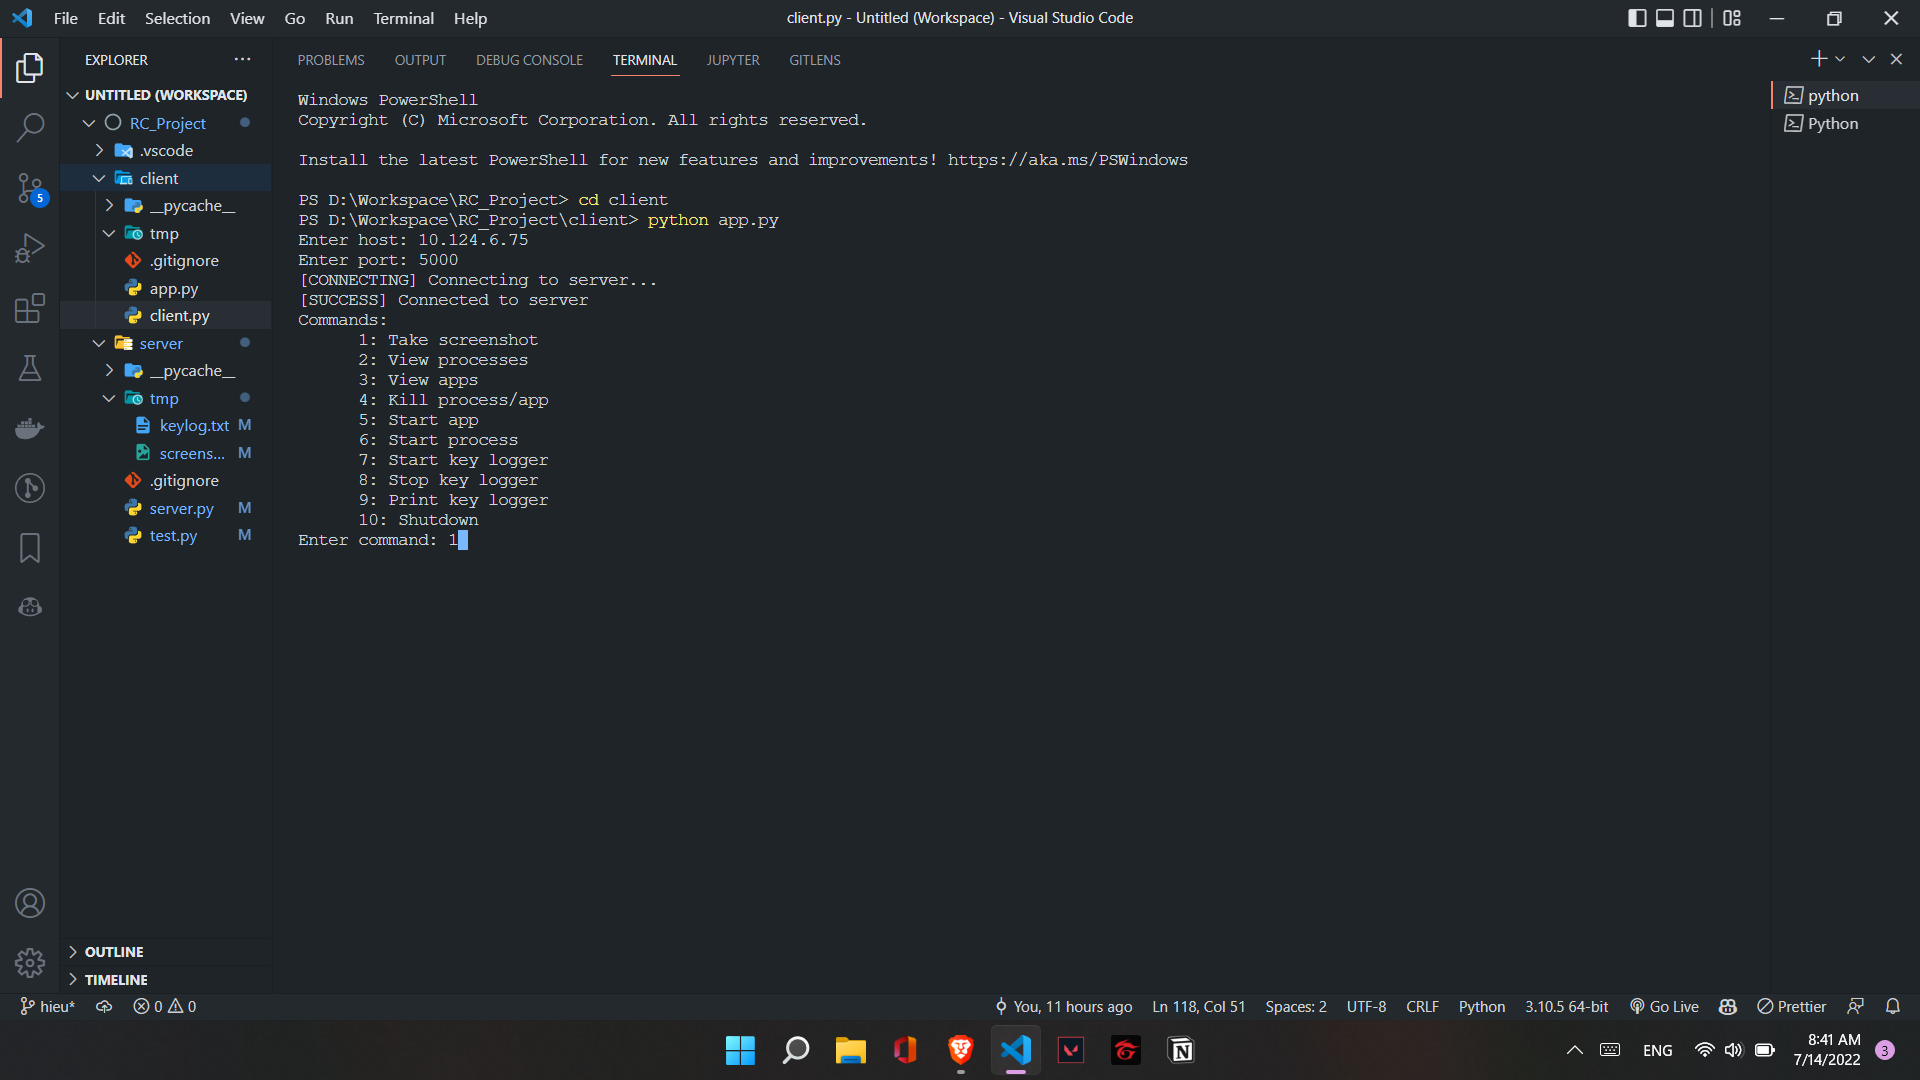 File Edit Selection View Go Run Terminal Help
client.py - Untitled (Workspace) - Visual Studio Code
EXPLORER
UNTITLED (WORKSPACE)
RC_Project
.vscode
client
__pycache__
tmp
.gitignore
app.py
client.py
server
__pycache__
tmp
keylog.txt M
screens... M
.gitignore
server.py M
test.py M
OUTLINE
TIMELINE
5
PROBLEMS OUTPUT DEBUG CONSOLE TERMINAL JUPYTER GITLENS
Windows PowerShell
Copyright (C) Microsoft Corporation. All rights reserved.
Install the latest PowerShell for new features and improvements! https://aka.ms/PSWindows
PS D:\Workspace\RC_Project> cd client
PS D:\Workspace\RC_Project\client> python app.py
Enter host: 10.124.6.75
Enter port: 5000
[CONNECTING] Connecting to server...
[SUCCESS] Connected to server
Commands:
1: Take screenshot
2: View processes
3: View apps
4: Kill process/app
5: Start app
6: Start process
7: Start key logger
8: Stop key logger
9: Print key logger
10: Shutdown
Enter command: 1
python
Python
hieu* 0 0
You, 11 hours ago Ln 118, Col 51 Spaces: 2 UTF-8 CRLF Python 3.10.5 64-bit Go Live Prettier
ENG
8:41 AM
7/14/2022
3